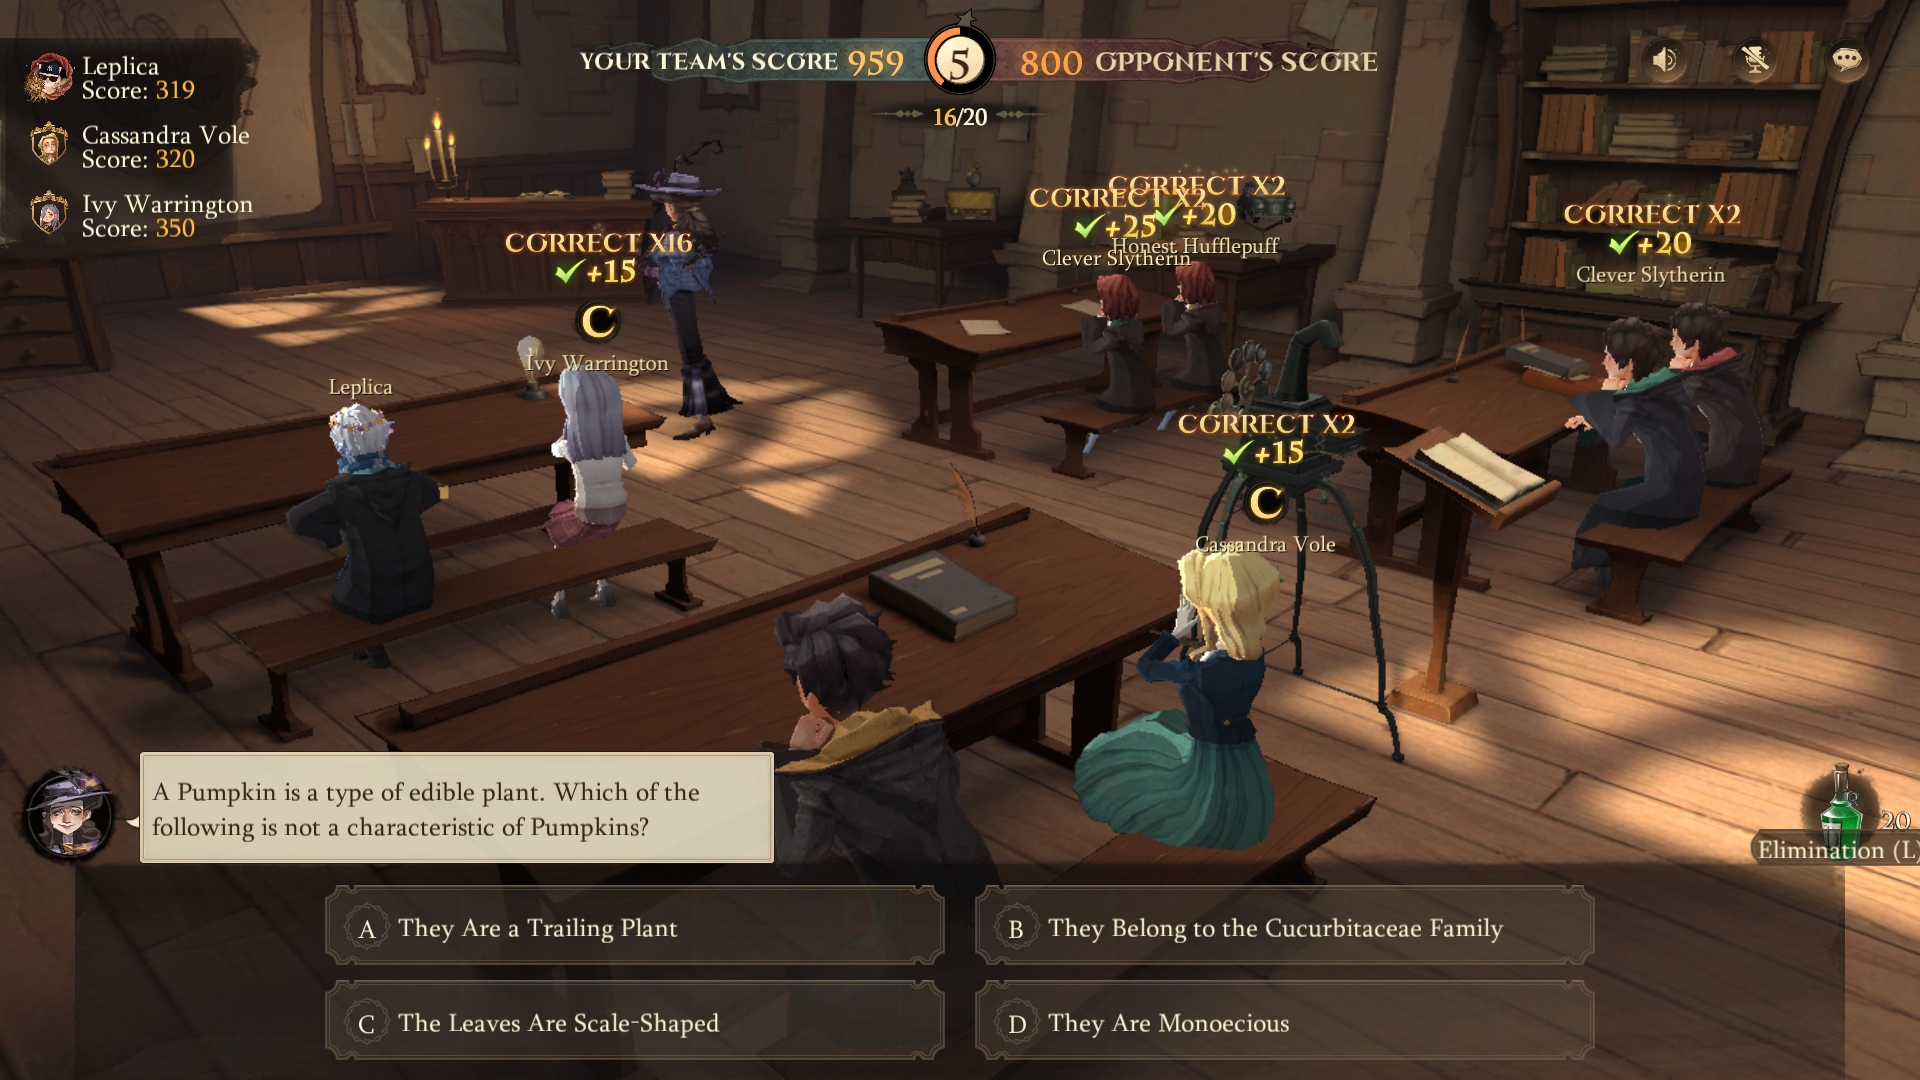 Leplica
Score: 319
Cassandra Vole
Score: 320
Ivy Warrington
Score: 350
YOUR TEAM'S SCORE 959
5
800 OPPONENT'S SCORE
16/20
CORRECT X16
+15
C
Ivy Warrington
Leplica
CORRECT X2
+25
Clever Slytherin
CORRECT X2
+20
Honest Hufflepuff
CORRECT X2
+20
Clever Slytherin
CORRECT X2
+15
C
Cassandra Vole
A Pumpkin is a type of edible plant. Which of the
following is not a characteristic of Pumpkins?
20
Elimination (L)
A They Are a Trailing Plant
B They Belong to the Cucurbitaceae Family
C The Leaves Are Scale-Shaped
D They Are Monoecious